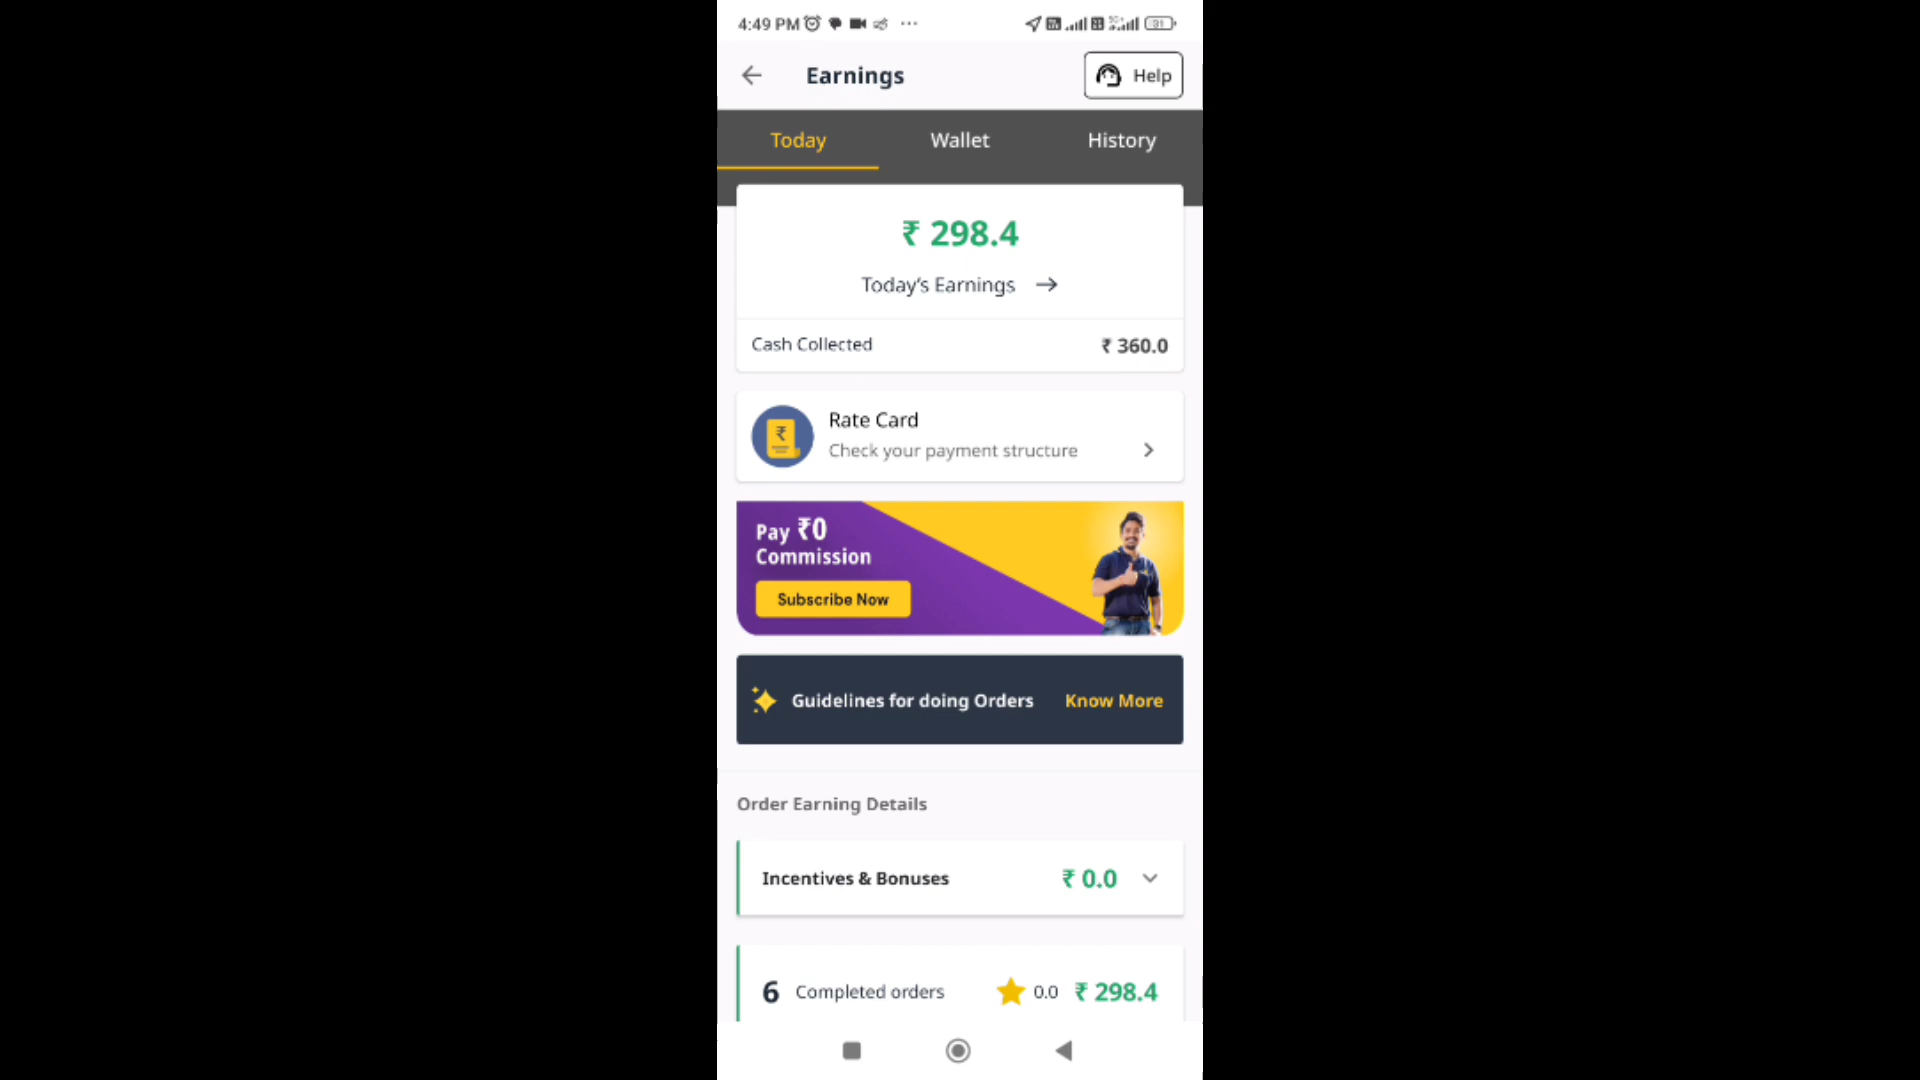 4:49 PM
31
Earnings
Help
Today
Wallet
History
₹ 298.4
Today's Earnings
Cash Collected
₹ 360.0
Rate Card
Check your payment structure
Pay ₹0
Commission
Subscribe Now
Guidelines for doing Orders
Know More
Order Earning Details
Incentives & Bonuses
₹ 0.0
6 Completed orders
0.0 ₹ 298.4